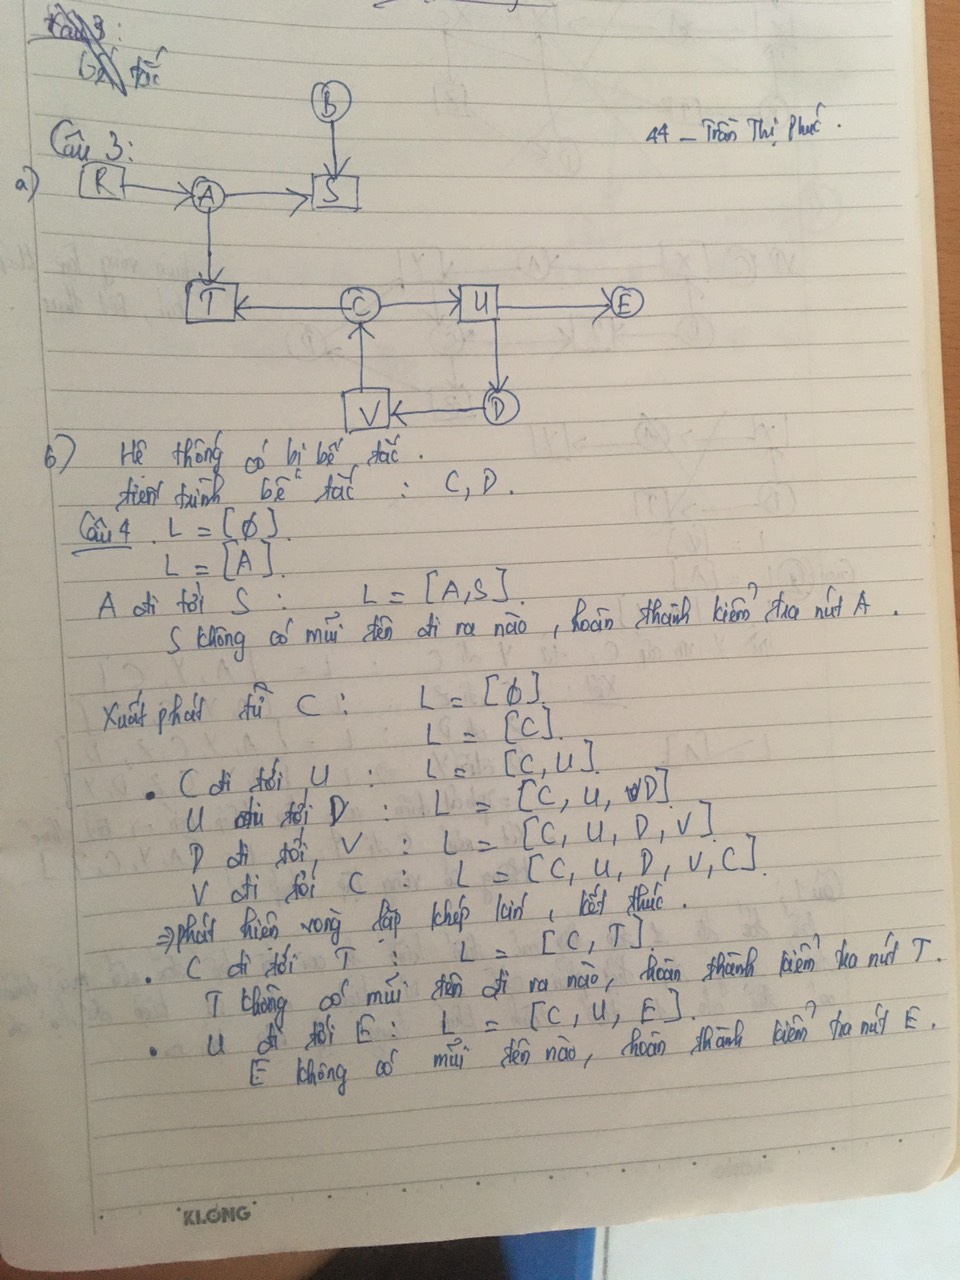 Câu 3:
Bế tắc
44 - Trần Thị Phúc.
Câu 3:
a)
B
R A S
T C U E
V D
b) Hệ thống có bị bế tắc.
tiến trình bế tắc : C, D.
Câu 4. L = [ϕ].
L = [A].
A đi tới S : L = [A,S].
S không có mũi tên đi ra nào, hoàn thành kiểm tra nút A.
Xuất phát từ C : L = [ϕ].
L = [C].
• C đi tới U : L = [C, U].
U đi tới D : L = [C, U, D]
D đi tới V : L = [C, U, D, V].
V đi tới C : L = [C, U, D, V, C].
⇒ phát hiện vòng lặp khép kín, kết thúc.
• C đi tới T : L = [C, T].
T không có mũi tên đi ra nào, hoàn thành kiểm tra nút T.
• U đi tới E : L = [C, U, E].
E không có mũi tên nào, hoàn thành kiểm tra nút E.
KLONG